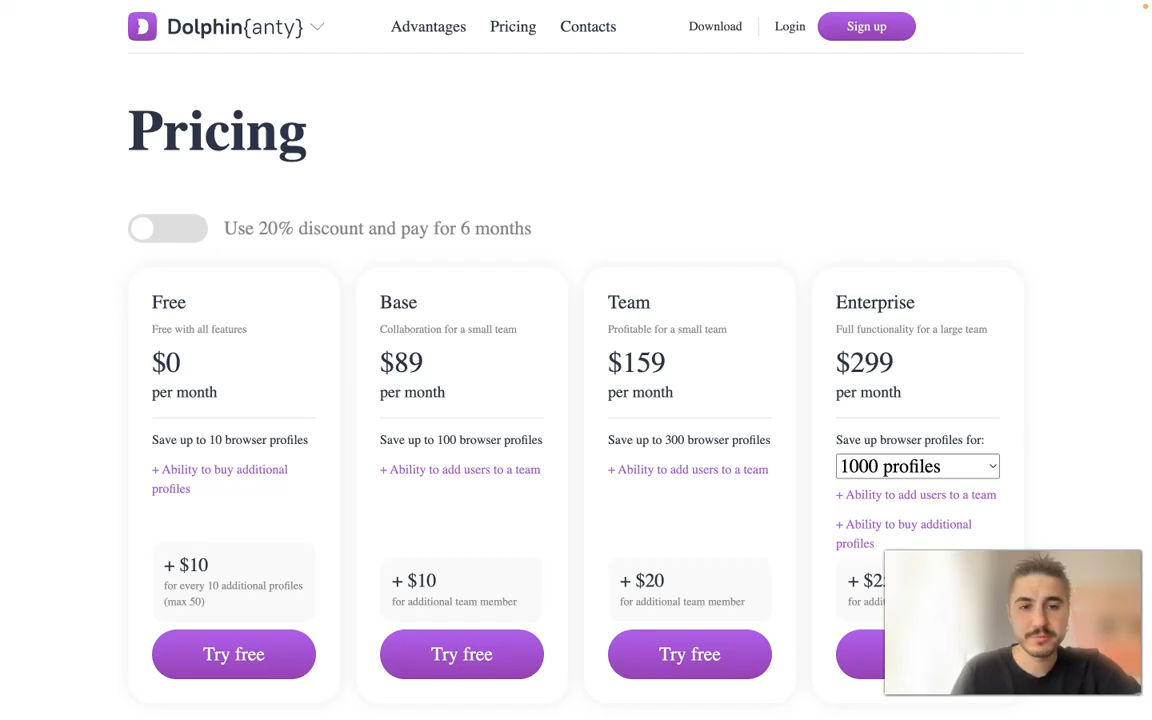 Dolphin{anty}
Advantages Pricing Contacts Download Login Sign up
Pricing
Use 20% discount and pay for 6 months
Free
Free with all features
$0
per month
Save up to 10 browser profiles
+ Ability to buy additional
profiles
+ $10
for every 10 additional profiles
(max 50)
Try free
Base
Collaboration for a small team
$89
per month
Save up to 100 browser profiles
+ Ability to add users to a team
+ $10
for additional team member
Try free
Team
Profitable for a small team
$159
per month
Save up to 300 browser profiles
+ Ability to add users to a team
+ $20
for additional team member
Try free
Enterprise
Full functionality for a large team
$299
per month
Save up browser profiles for:
1000 profiles
+ Ability to add users to a team
+ Ability to buy additional
profiles
for